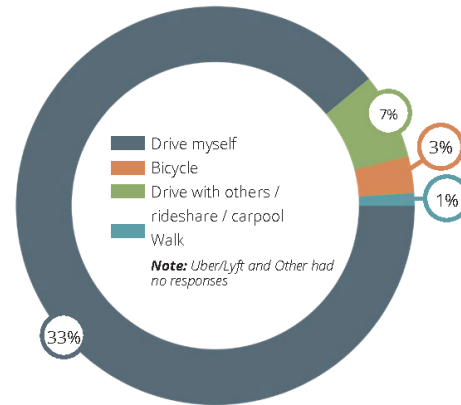 7%
3%
1%
Drive myself
Bicycle
Drive with others /
rideshare / carpool
Walk
Note: Uber/Lyft and Other had
no responses
33%